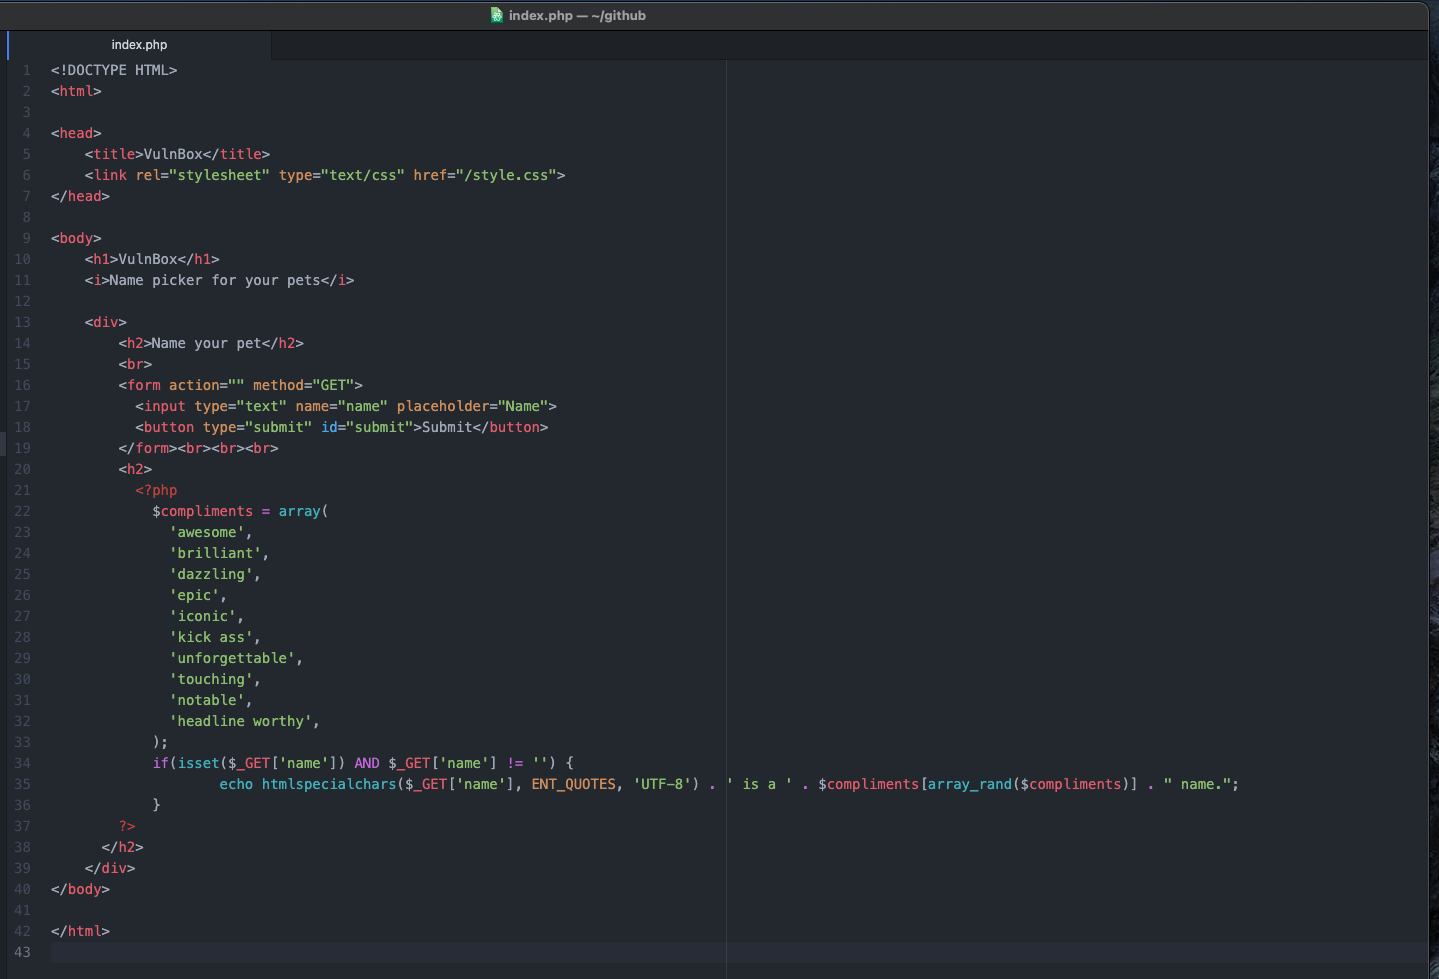 index.php — ~/github
index.php
1 <!DOCTYPE HTML>
2 <html>
3
4 <head>
5     <title>VulnBox</title>
6     <link rel="stylesheet" type="text/css" href="/style.css">
7 </head>
8
9 <body>
10     <h1>VulnBox</h1>
11     <i>Name picker for your pets</i>
12
13     <div>
14         <h2>Name your pet</h2>
15         <br>
16         <form action="" method="GET">
17           <input type="text" name="name" placeholder="Name">
18           <button type="submit" id="submit">Submit</button>
19         </form><br><br><br>
20         <h2>
21           <?php
22             $compliments = array(
23               'awesome',
24               'brilliant',
25               'dazzling',
26               'epic',
27               'iconic',
28               'kick ass',
29               'unforgettable',
30               'touching',
31               'notable',
32               'headline worthy',
33             );
34             if(isset($_GET['name']) AND $_GET['name'] != '') {
35                     echo htmlspecialchars($_GET['name'], ENT_QUOTES, 'UTF-8') . ' is a ' . $compliments[array_rand($compliments)] . " name.";
36             }
37         ?>
38       </h2>
39     </div>
40 </body>
41
42 </html>
43